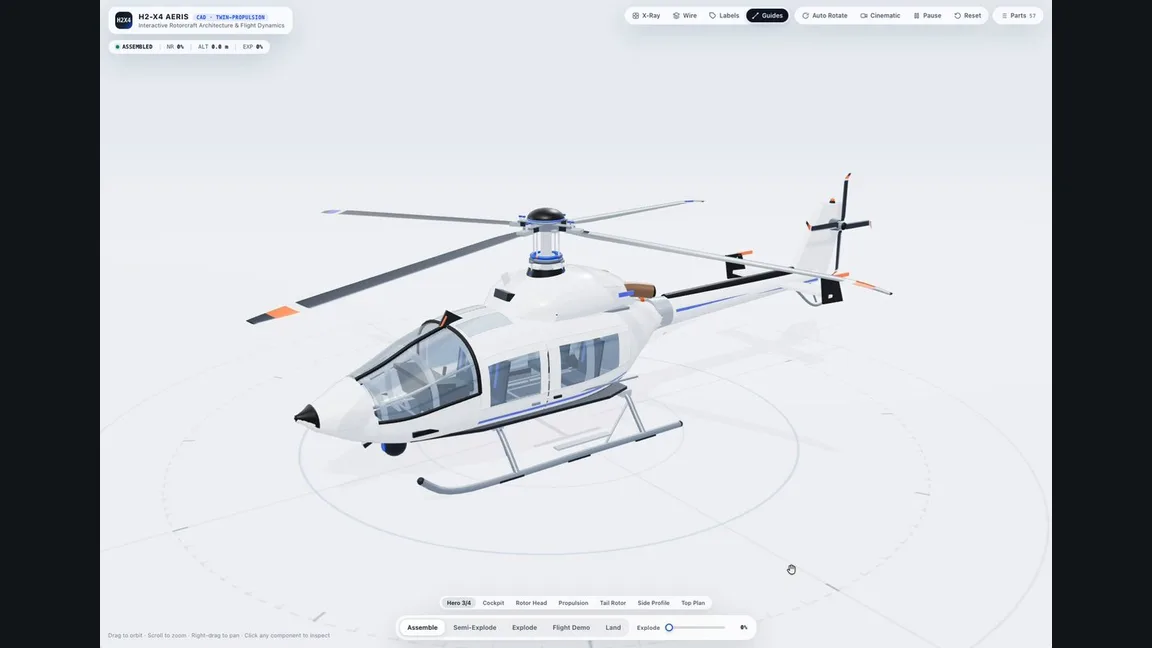 H2X4
H2-X4 AERIS CAD · TWIN-PROPULSION
Interactive Rotorcraft Architecture & Flight Dynamics
ASSEMBLED NR 0% ALT 0.0 m EXP 0%
X-Ray Wire Labels Guides Auto Rotate Cinematic Pause Reset Parts 57
Hero 3/4 Cockpit Rotor Head Propulsion Tail Rotor Side Profile Top Plan
Assemble Semi-Explode Explode Flight Demo Land Explode 0%
Drag to orbit · Scroll to zoom · Right-drag to pan · Click any component to inspect